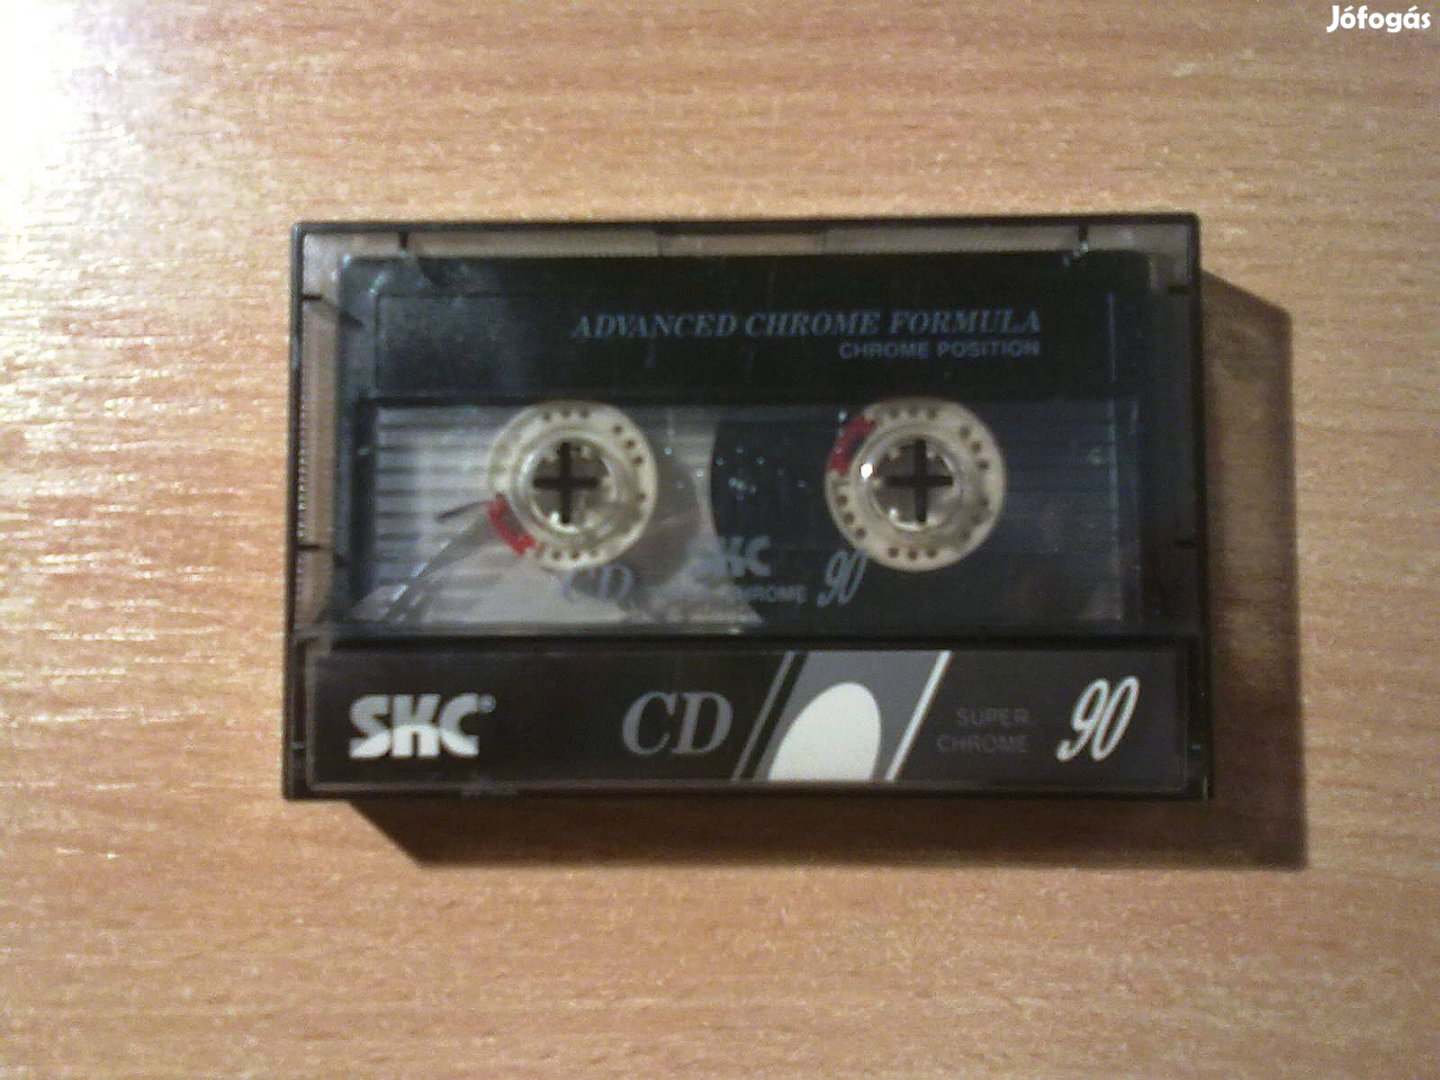 Jófogás
ADVANCED CHROME FORMULA
CHROME POSITION
SKC
CD CHROME 90
SKC® CD SUPER CHROME 90